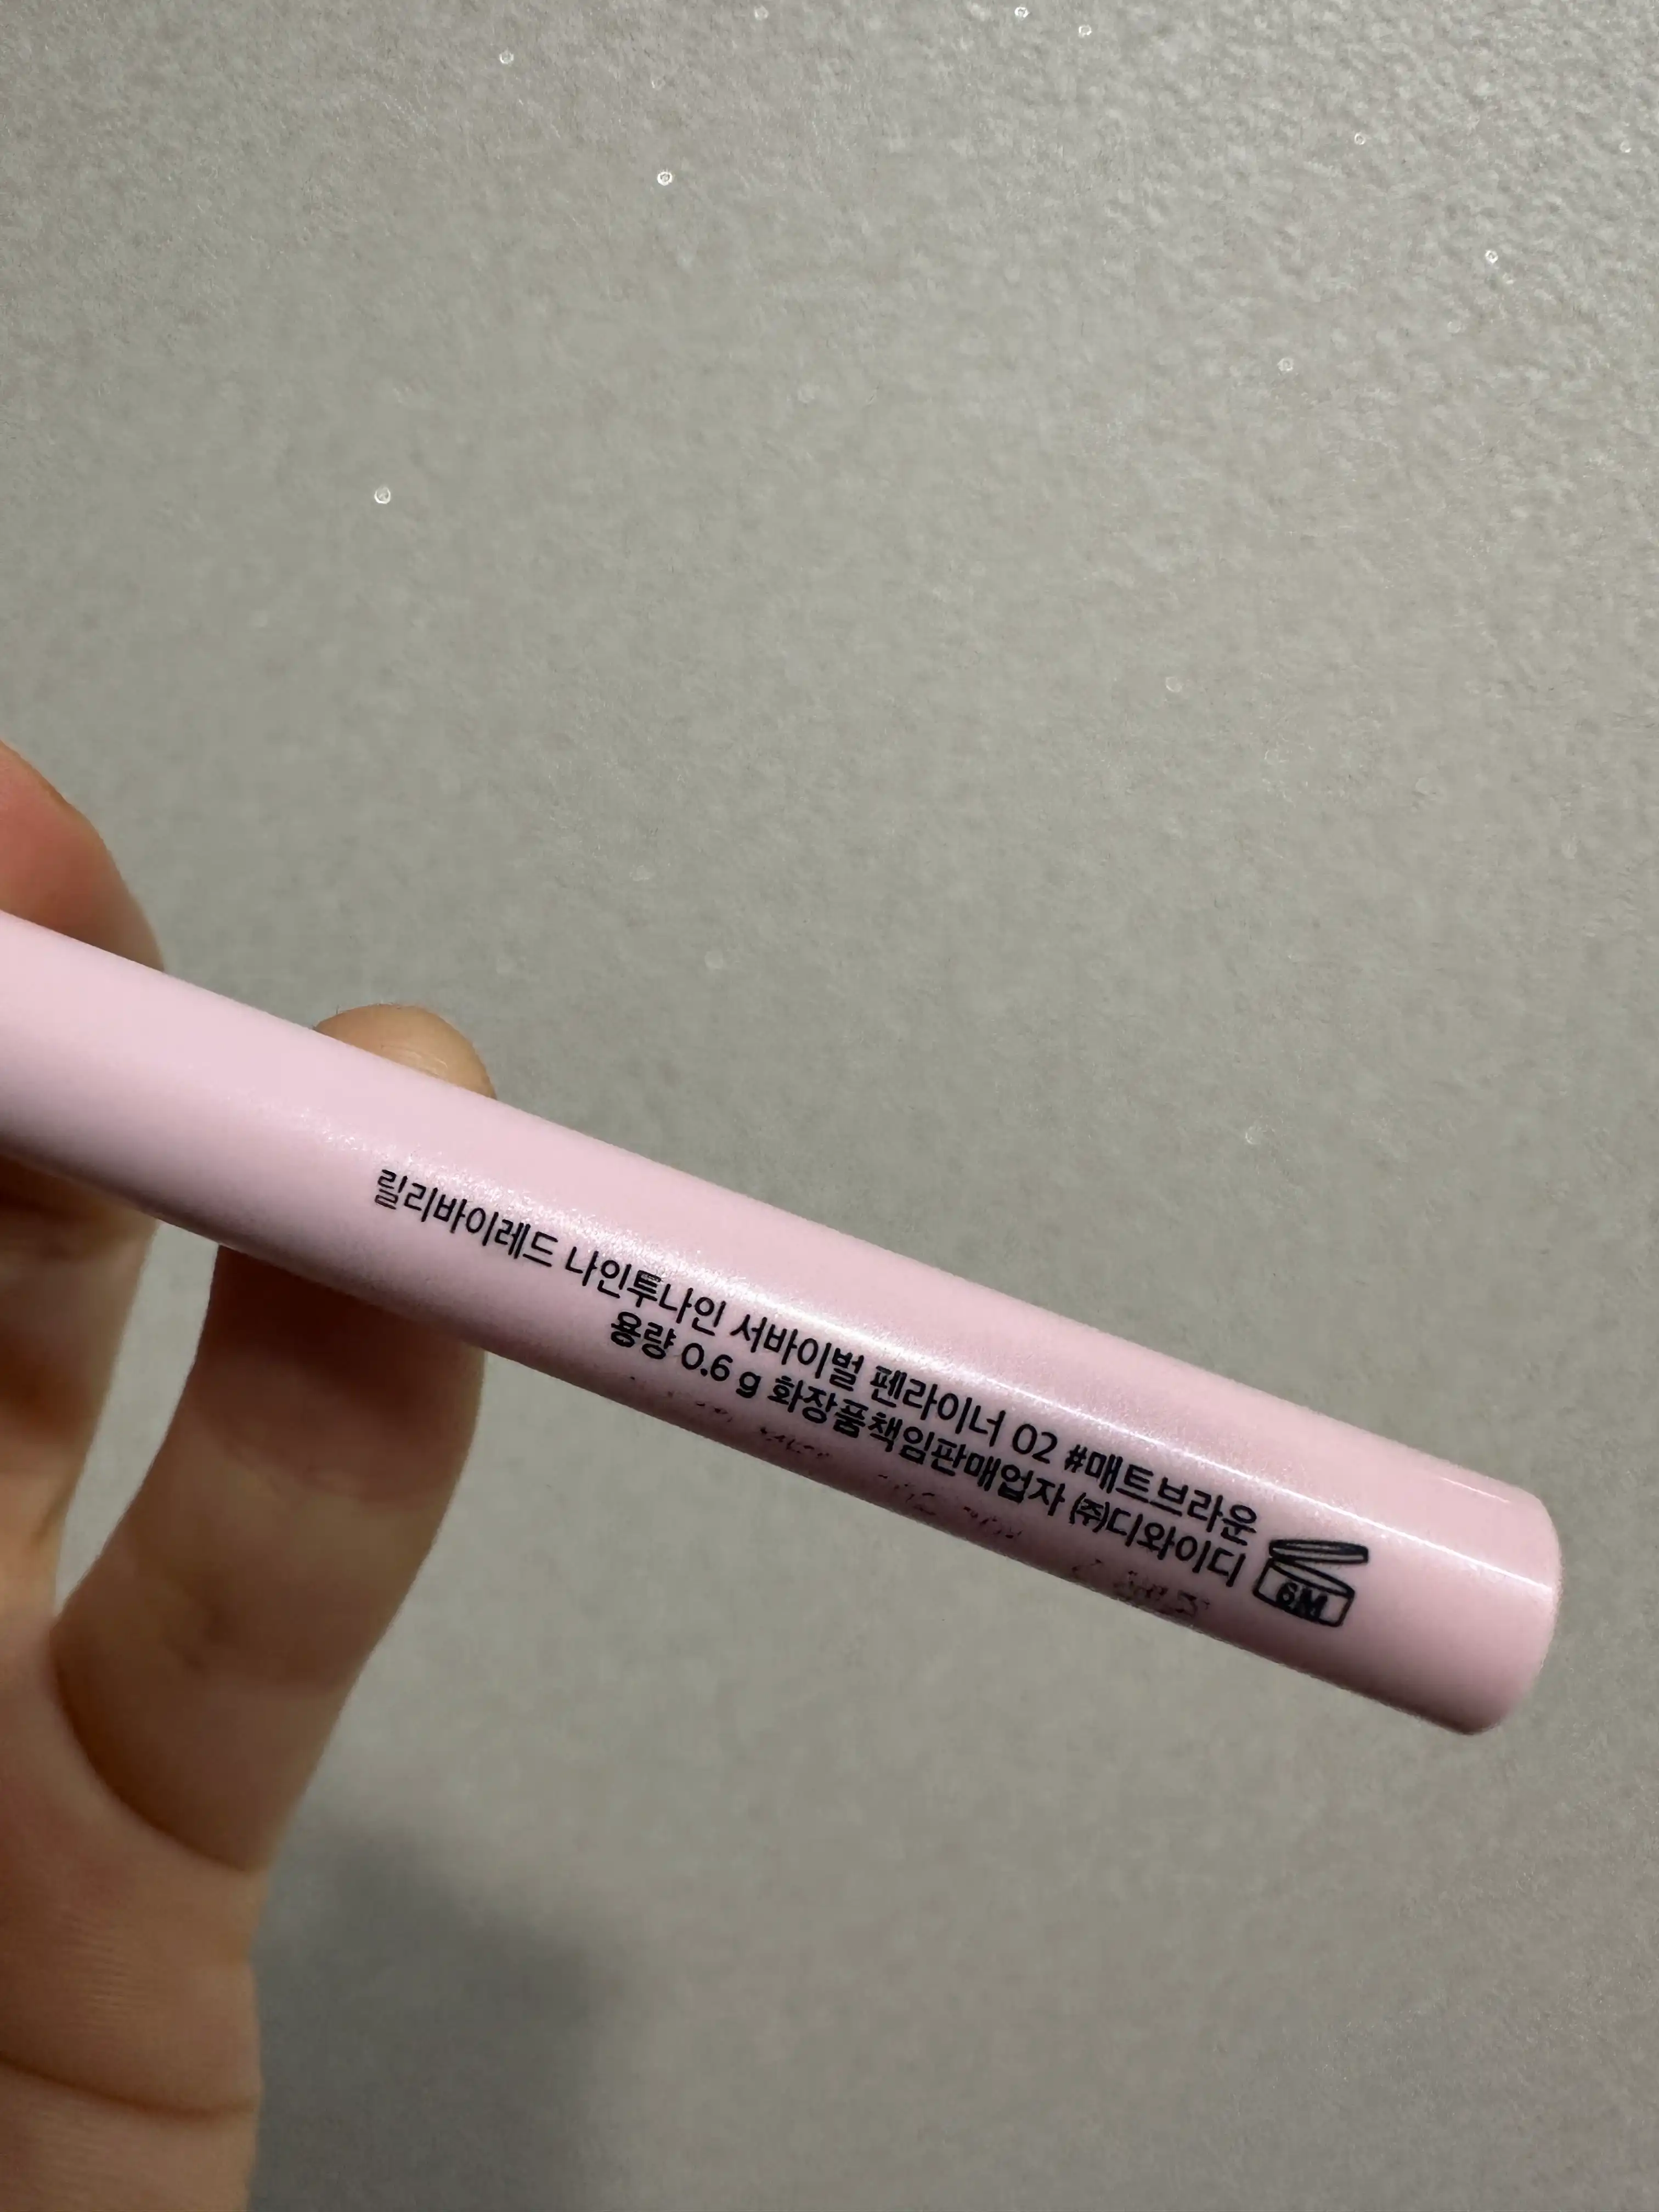 릴리바이레드 나인투나인 서바이벌 펜라이너 02 #매트브라운
용량 0.6 g 화장품책임판매업자 ㈜디와이디
6M